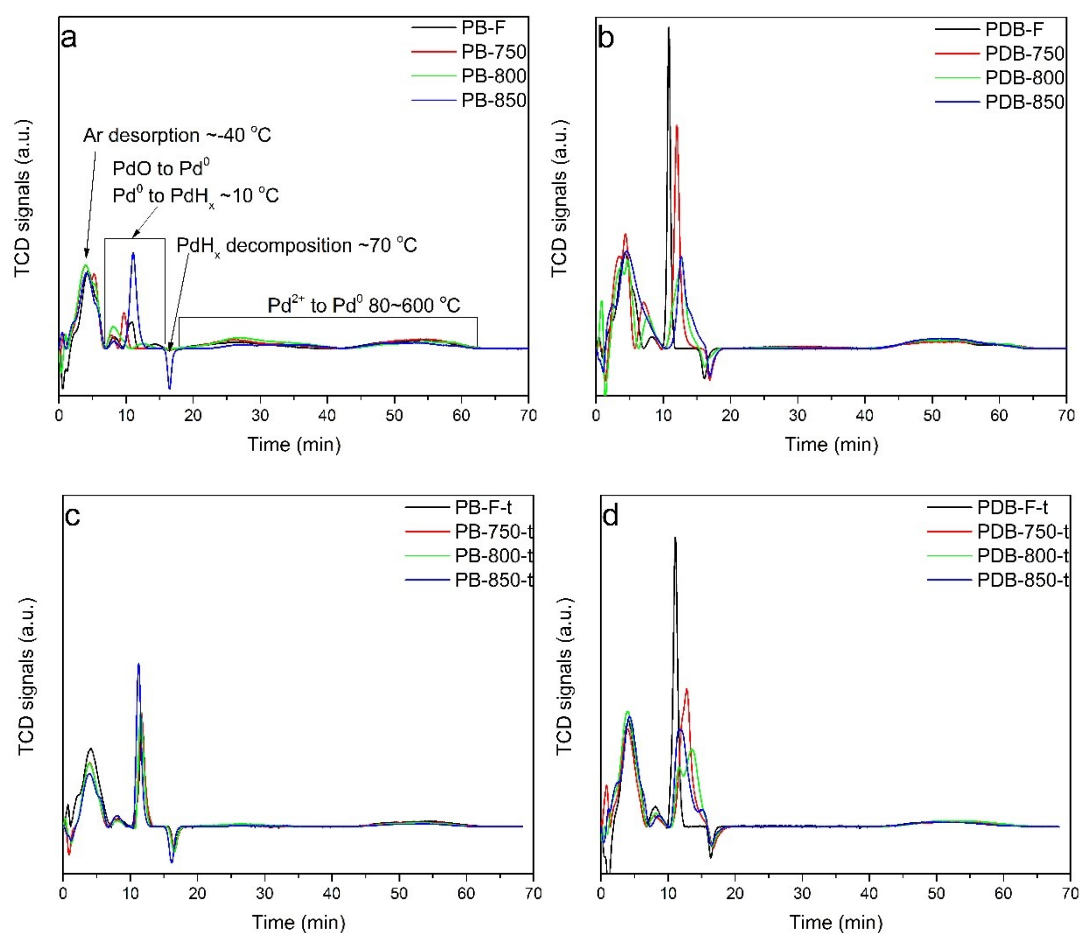 a
PB-F
PB-750
PB-800
PB-850
Ar desorption ~-40 °C
PdO to Pd⁰
Pd⁰ to PdHₓ ~10 °C
PdHₓ decomposition ~70 °C
Pd²⁺ to Pd⁰ 80~600 °C
TCD signals (a.u.)
0 10 20 30 40 50 60 70
Time (min)
b
PDB-F
PDB-750
PDB-800
PDB-850
TCD signals (a.u.)
0 10 20 30 40 50 60 70
Time (min)
c
PB-F-t
PB-750-t
PB-800-t
PB-850-t
TCD signals (a.u.)
0 10 20 30 40 50 60 70
Time (min)
d
PDB-F-t
PDB-750-t
PDB-800-t
PDB-850-t
TCD signals (a.u.)
0 10 20 30 40 50 60 70
Time (min)